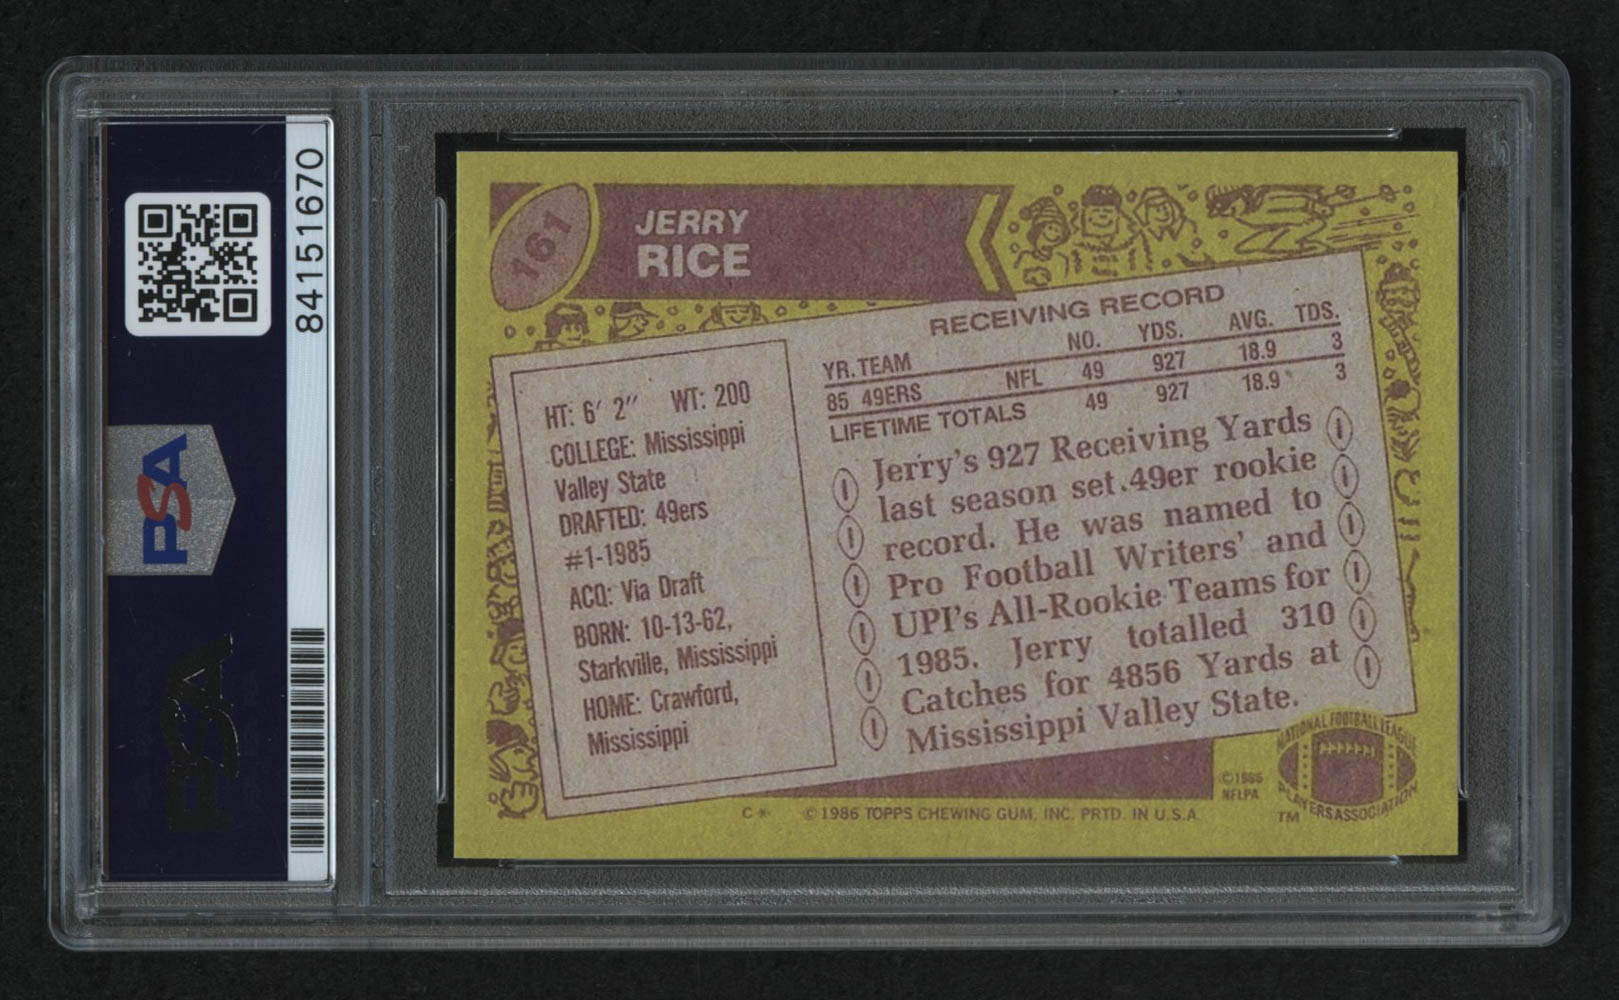 84151670
PSA
PSA
161
JERRY
RICE
RECEIVING RECORD
YR. TEAM NO. YDS. AVG. TDS.
85 49ERS NFL 49 927 18.9 3
LIFETIME TOTALS 49 927 18.9 3
HT: 6' 2" WT: 200
COLLEGE: Mississippi
Valley State
DRAFTED: 49ers
#1-1985
ACQ: Via Draft
BORN: 10-13-62,
Starkville, Mississippi
HOME: Crawford,
Mississippi
Jerry's 927 Receiving Yards
last season set 49er rookie
record. He was named to
Pro Football Writers' and
UPI's All-Rookie Teams for
1985. Jerry totalled 310
Catches for 4856 Yards at
Mississippi Valley State.
©1986
NFLPA
NATIONAL FOOTBALL LEAGUE
PLAYERS ASSOCIATION
TM
C* © 1986 TOPPS CHEWING GUM, INC. PRTD. IN U.S.A.